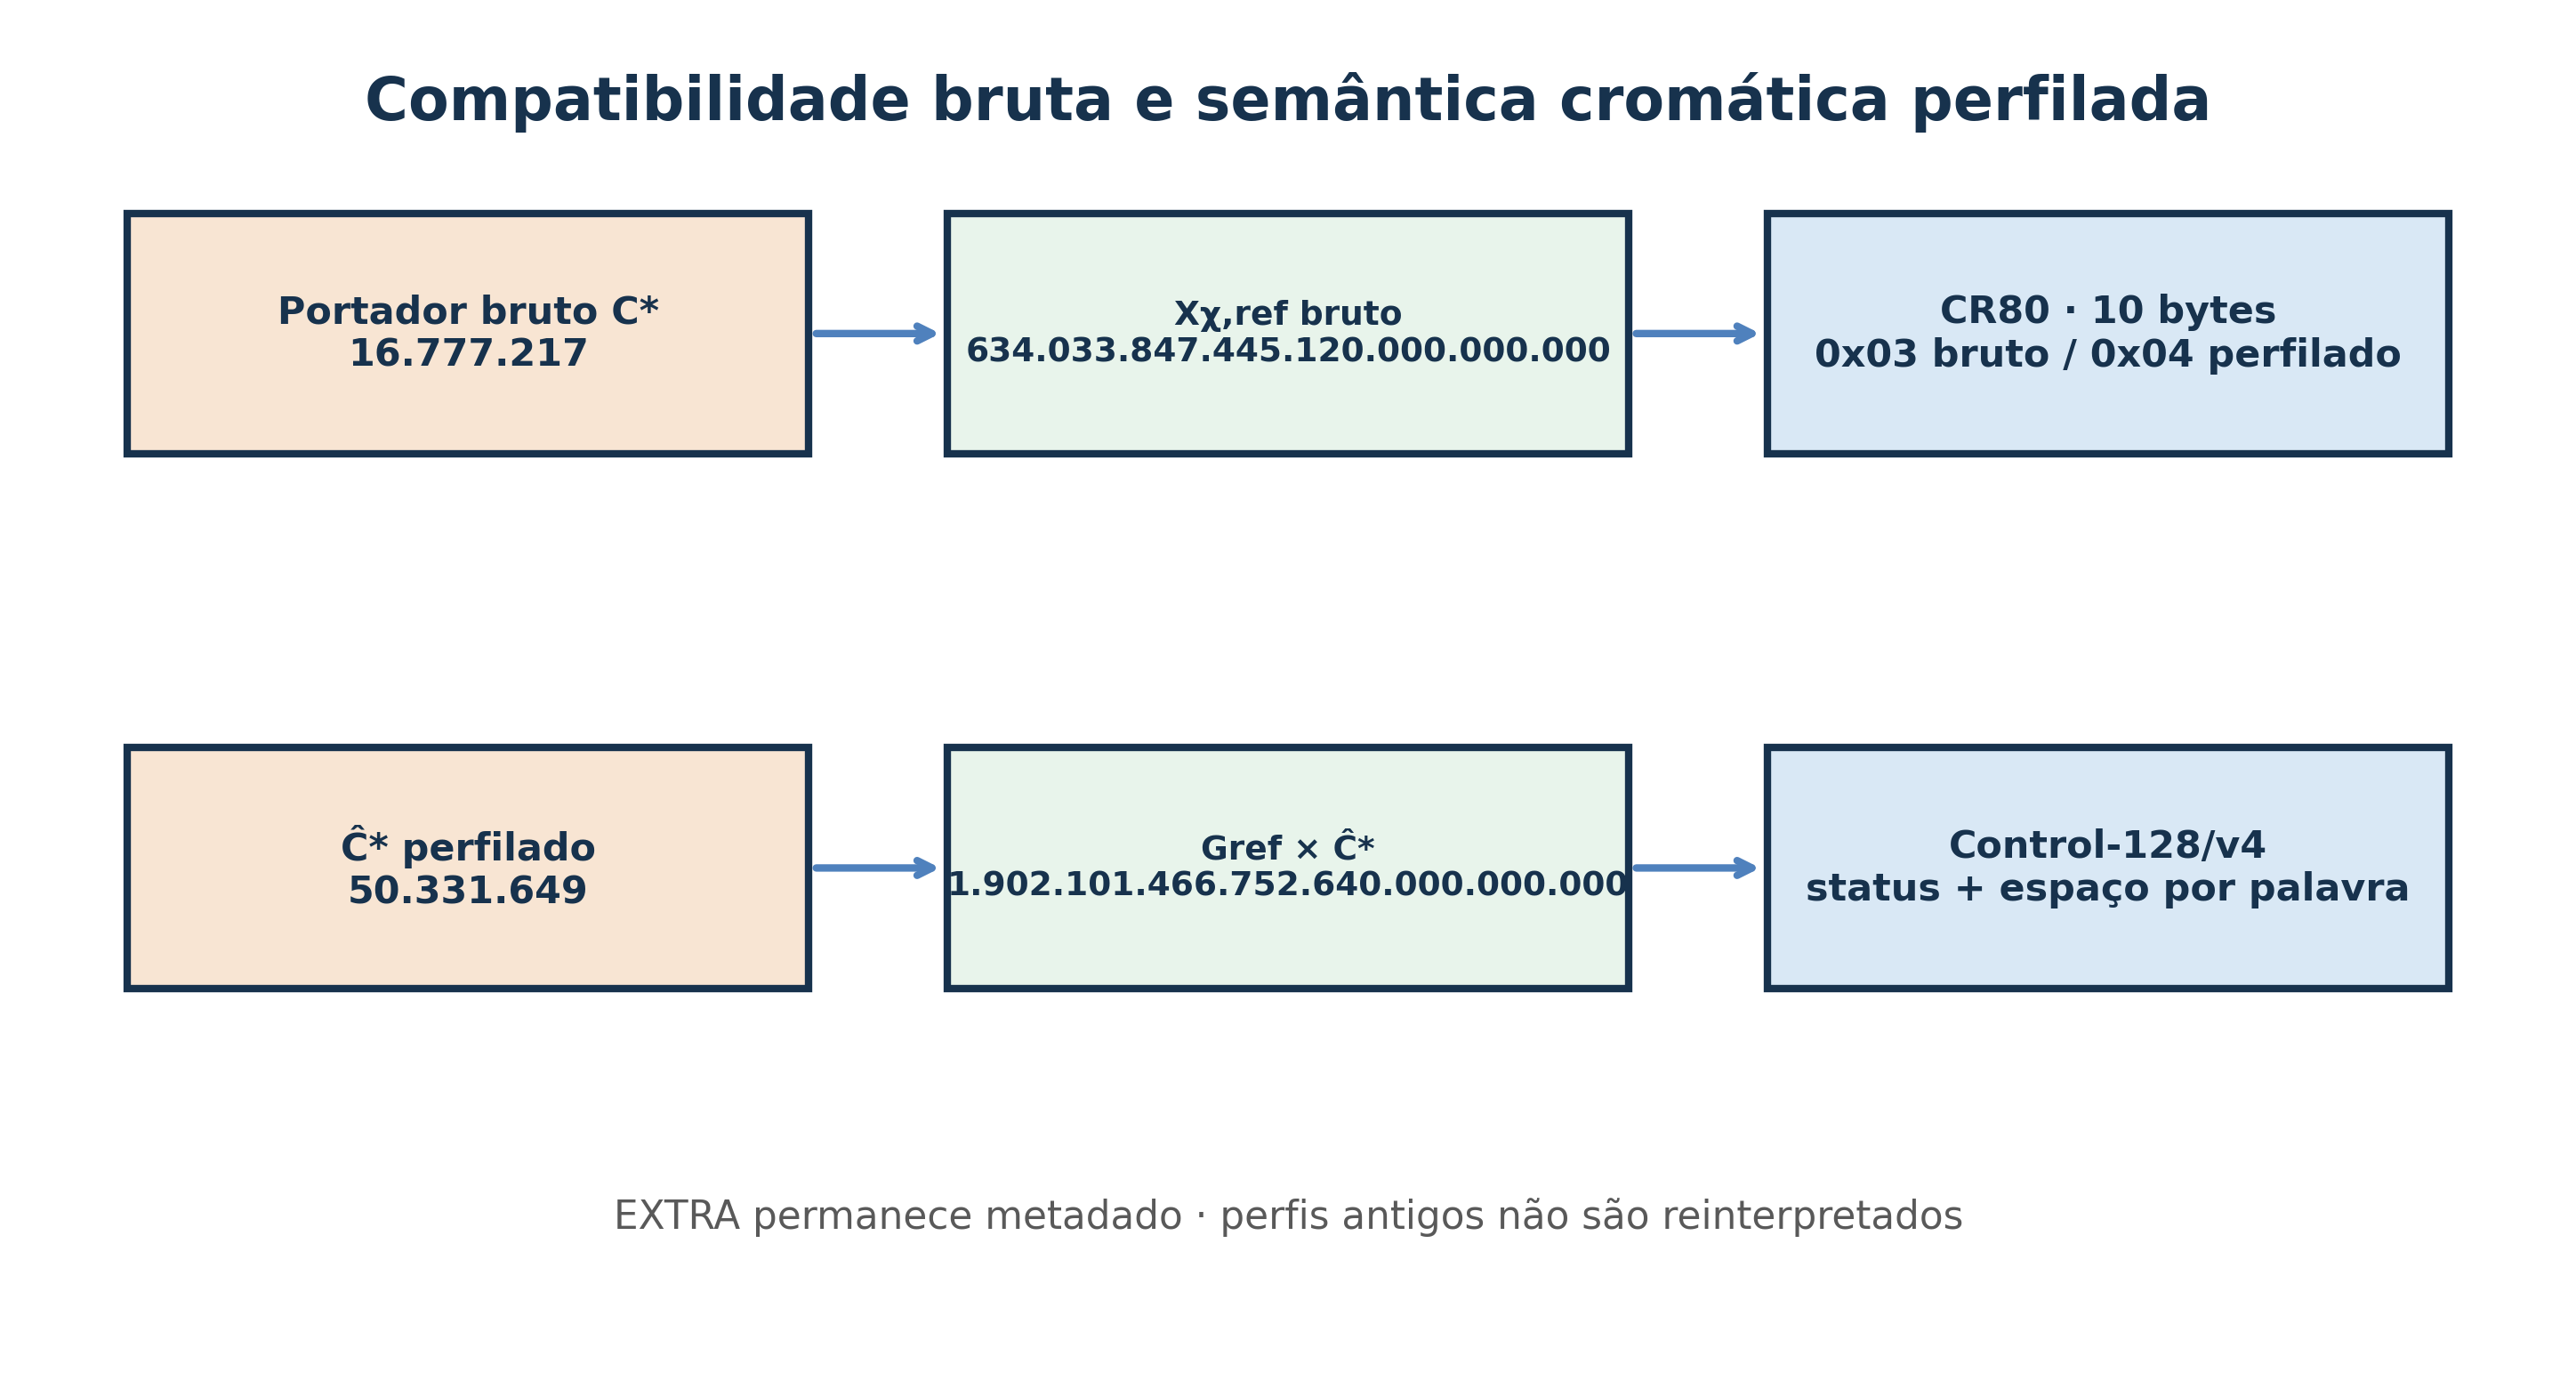 Compatibilidade bruta e semântica cromática perfilada
Portador bruto C*
16.777.217
Xχ,ref bruto
634.033.847.445.120.000.000.000
CR80 · 10 bytes
0x03 bruto / 0x04 perfilado
Ĉ* perfilado
50.331.649
Gref × Ĉ*
1.902.101.466.752.640.000.000.000
Control-128/v4
status + espaço por palavra
EXTRA permanece metadado · perfis antigos não são reinterpretados